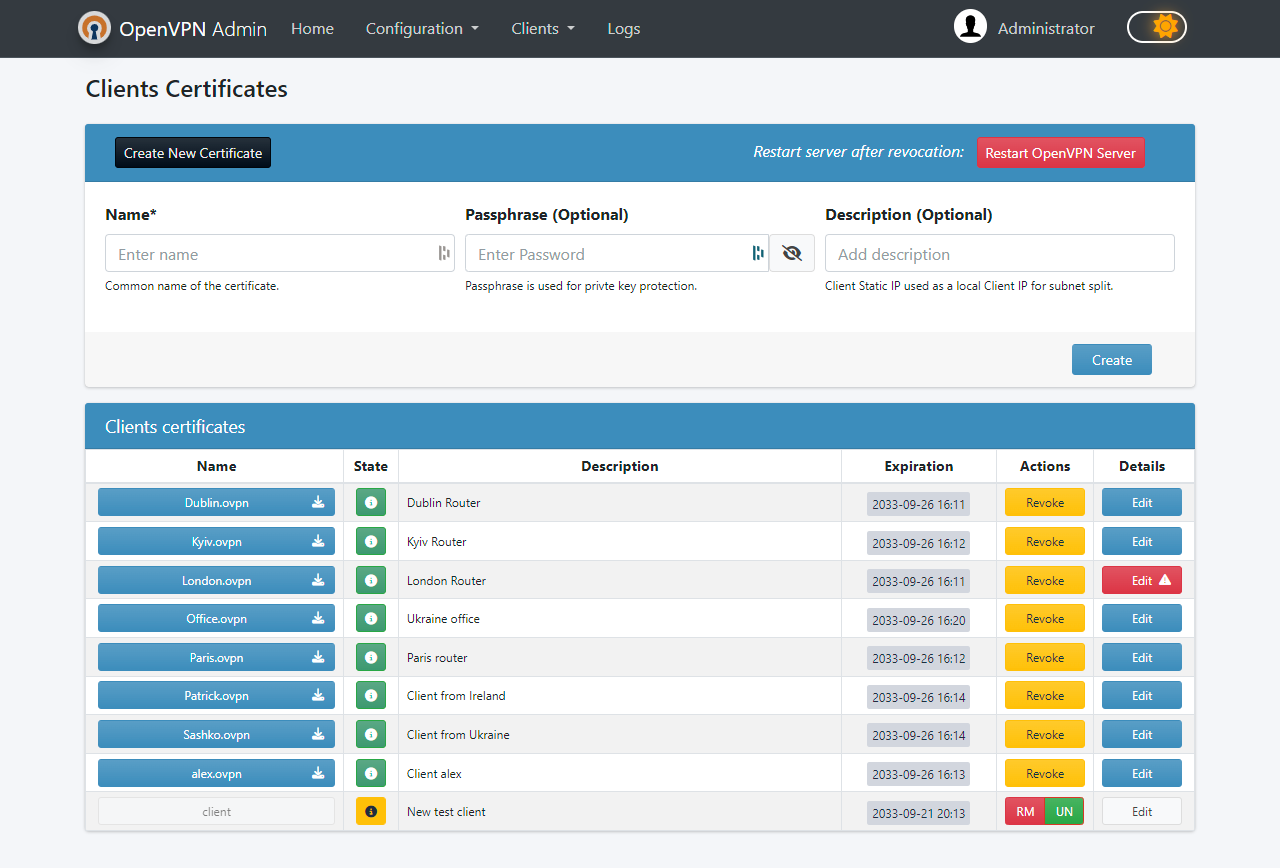 OpenVPN Admin Home Configuration Clients Logs Administrator
Clients Certificates
Create New Certificate Restart server after revocation: Restart OpenVPN Server
Name* Passphrase (Optional) Description (Optional)
Enter name Enter Password Add description
Common name of the certificate. Passphrase is used for privte key protection. Client Static IP used as a local Client IP for subnet split.
Create
Clients certificates
Name State Description Expiration Actions Details
Dublin.ovpn Dublin Router 2033-09-26 16:11 Revoke Edit
Kyiv.ovpn Kyiv Router 2033-09-26 16:12 Revoke Edit
London.ovpn London Router 2033-09-26 16:11 Revoke Edit
Office.ovpn Ukraine office 2033-09-26 16:20 Revoke Edit
Paris.ovpn Paris router 2033-09-26 16:12 Revoke Edit
Patrick.ovpn Client from Ireland 2033-09-26 16:14 Revoke Edit
Sashko.ovpn Client from Ukraine 2033-09-26 16:14 Revoke Edit
alex.ovpn Client alex 2033-09-26 16:13 Revoke Edit
client New test client 2033-09-21 20:13 RM UN Edit